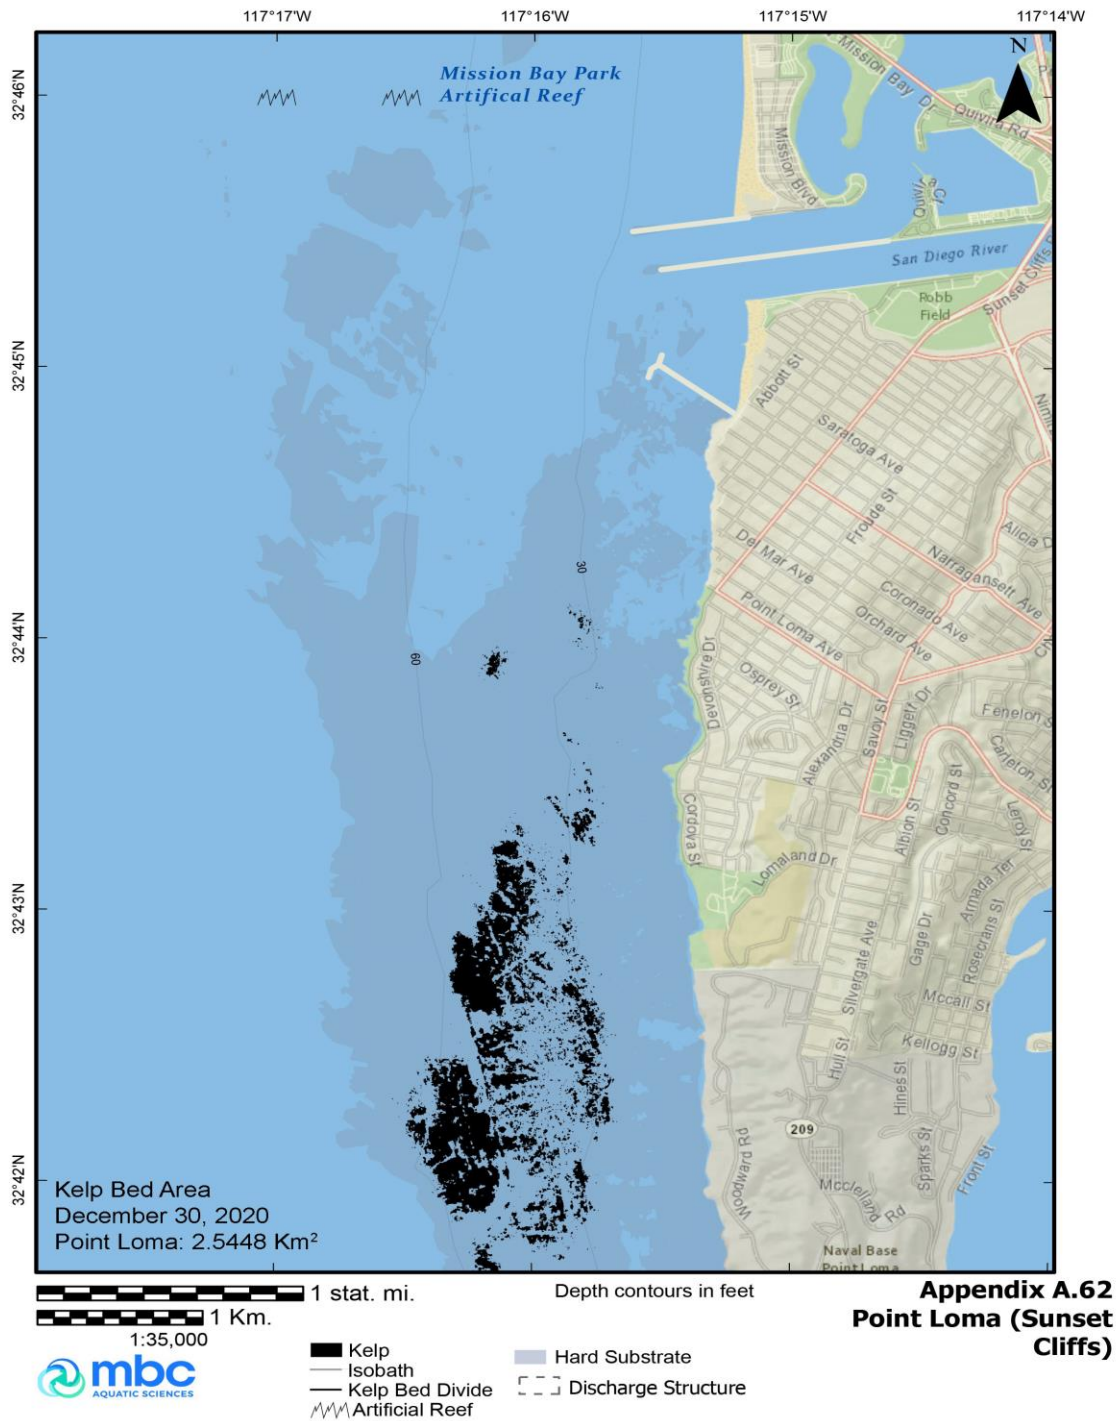 117°17'W
117°16'W
117°15'W
117°14'W
32°46'N
32°45'N
32°44'N
32°43'N
32°42'N
N
Mission Bay Park
Artifical Reef
Mission Bay Dr
Quivira Rd
Mission Blvd
Quivira Ct
San Diego River
Robb
Field
Sunset Cliffs B
Abbott St
Nimit
Saratoga Ave
Froude St
Alicia D
Del Mar Ave
Narragansett Ave
Coronado Ave
Point Loma Ave
Orchard Ave
30
60
Devonshire Dr
Osprey St
Alexandria Dr
Savoy St
Liggett Dr
Fenelon S
Carleton St
Cordova St
Albion St
Concord St
Leroy St
Lomaland Dr
Armada Ter
Gage Dr
Rosecrans St
Silvergate Ave
Mccall St
Kellogg St
Hull St
Hines St
209
Woodward Rd
Sparks St
Front St
Mcclelland Rd
Naval Base
Point Loma
Kelp Bed Area
December 30, 2020
Point Loma: 2.5448 Km²
1 stat. mi.
1 Km.
1:35,000
Depth contours in feet
Appendix A.62
Point Loma (Sunset
Cliffs)
mbc
AQUATIC SCIENCES
Kelp
Isobath
Kelp Bed Divide
Artificial Reef
Hard Substrate
Discharge Structure